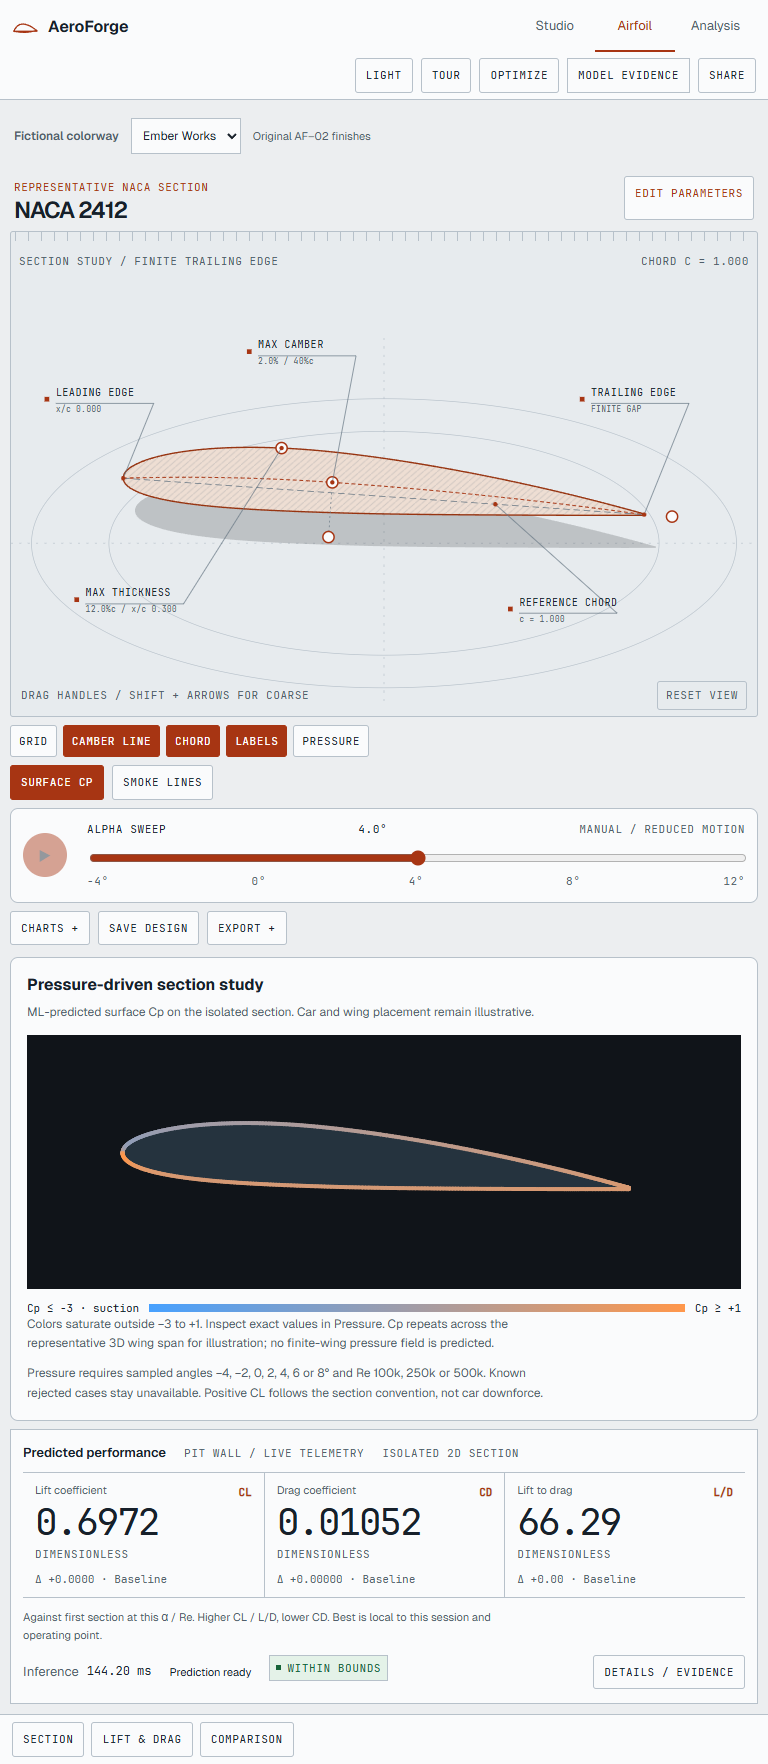 AeroForge
Studio Airfoil Analysis
LIGHT TOUR OPTIMIZE MODEL EVIDENCE SHARE
Fictional colorway Ember Works Original AF–02 finishes
REPRESENTATIVE NACA SECTION
NACA 2412
EDIT PARAMETERS
SECTION STUDY / FINITE TRAILING EDGE CHORD C = 1.000
MAX CAMBER
2.0% / 40%c
LEADING EDGE
x/c 0.000
TRAILING EDGE
FINITE GAP
MAX THICKNESS
12.0%c / x/c 0.300
REFERENCE CHORD
c = 1.000
DRAG HANDLES / SHIFT + ARROWS FOR COARSE RESET VIEW
GRID CAMBER LINE CHORD LABELS PRESSURE
SURFACE CP SMOKE LINES
ALPHA SWEEP 4.0° MANUAL / REDUCED MOTION
-4° 0° 4° 8° 12°
CHARTS + SAVE DESIGN EXPORT +
Pressure-driven section study
ML-predicted surface Cp on the isolated section. Car and wing placement remain illustrative.
Cp ≤ -3 · suction Cp ≥ +1
Colors saturate outside −3 to +1. Inspect exact values in Pressure. Cp repeats across the
representative 3D wing span for illustration; no finite-wing pressure field is predicted.
Pressure requires sampled angles −4, −2, 0, 2, 4, 6 or 8° and Re 100k, 250k or 500k. Known
rejected cases stay unavailable. Positive CL follows the section convention, not car downforce.
Predicted performance PIT WALL / LIVE TELEMETRY ISOLATED 2D SECTION
Lift coefficient CL
0.6972
DIMENSIONLESS
Δ +0.0000 · Baseline
Drag coefficient CD
0.01052
DIMENSIONLESS
Δ +0.00000 · Baseline
Lift to drag L/D
66.29
DIMENSIONLESS
Δ +0.00 · Baseline
Against first section at this α / Re. Higher CL / L/D, lower CD. Best is local to this session and
operating point.
Inference 144.20 ms Prediction ready WITHIN BOUNDS DETAILS / EVIDENCE
SECTION LIFT & DRAG COMPARISON